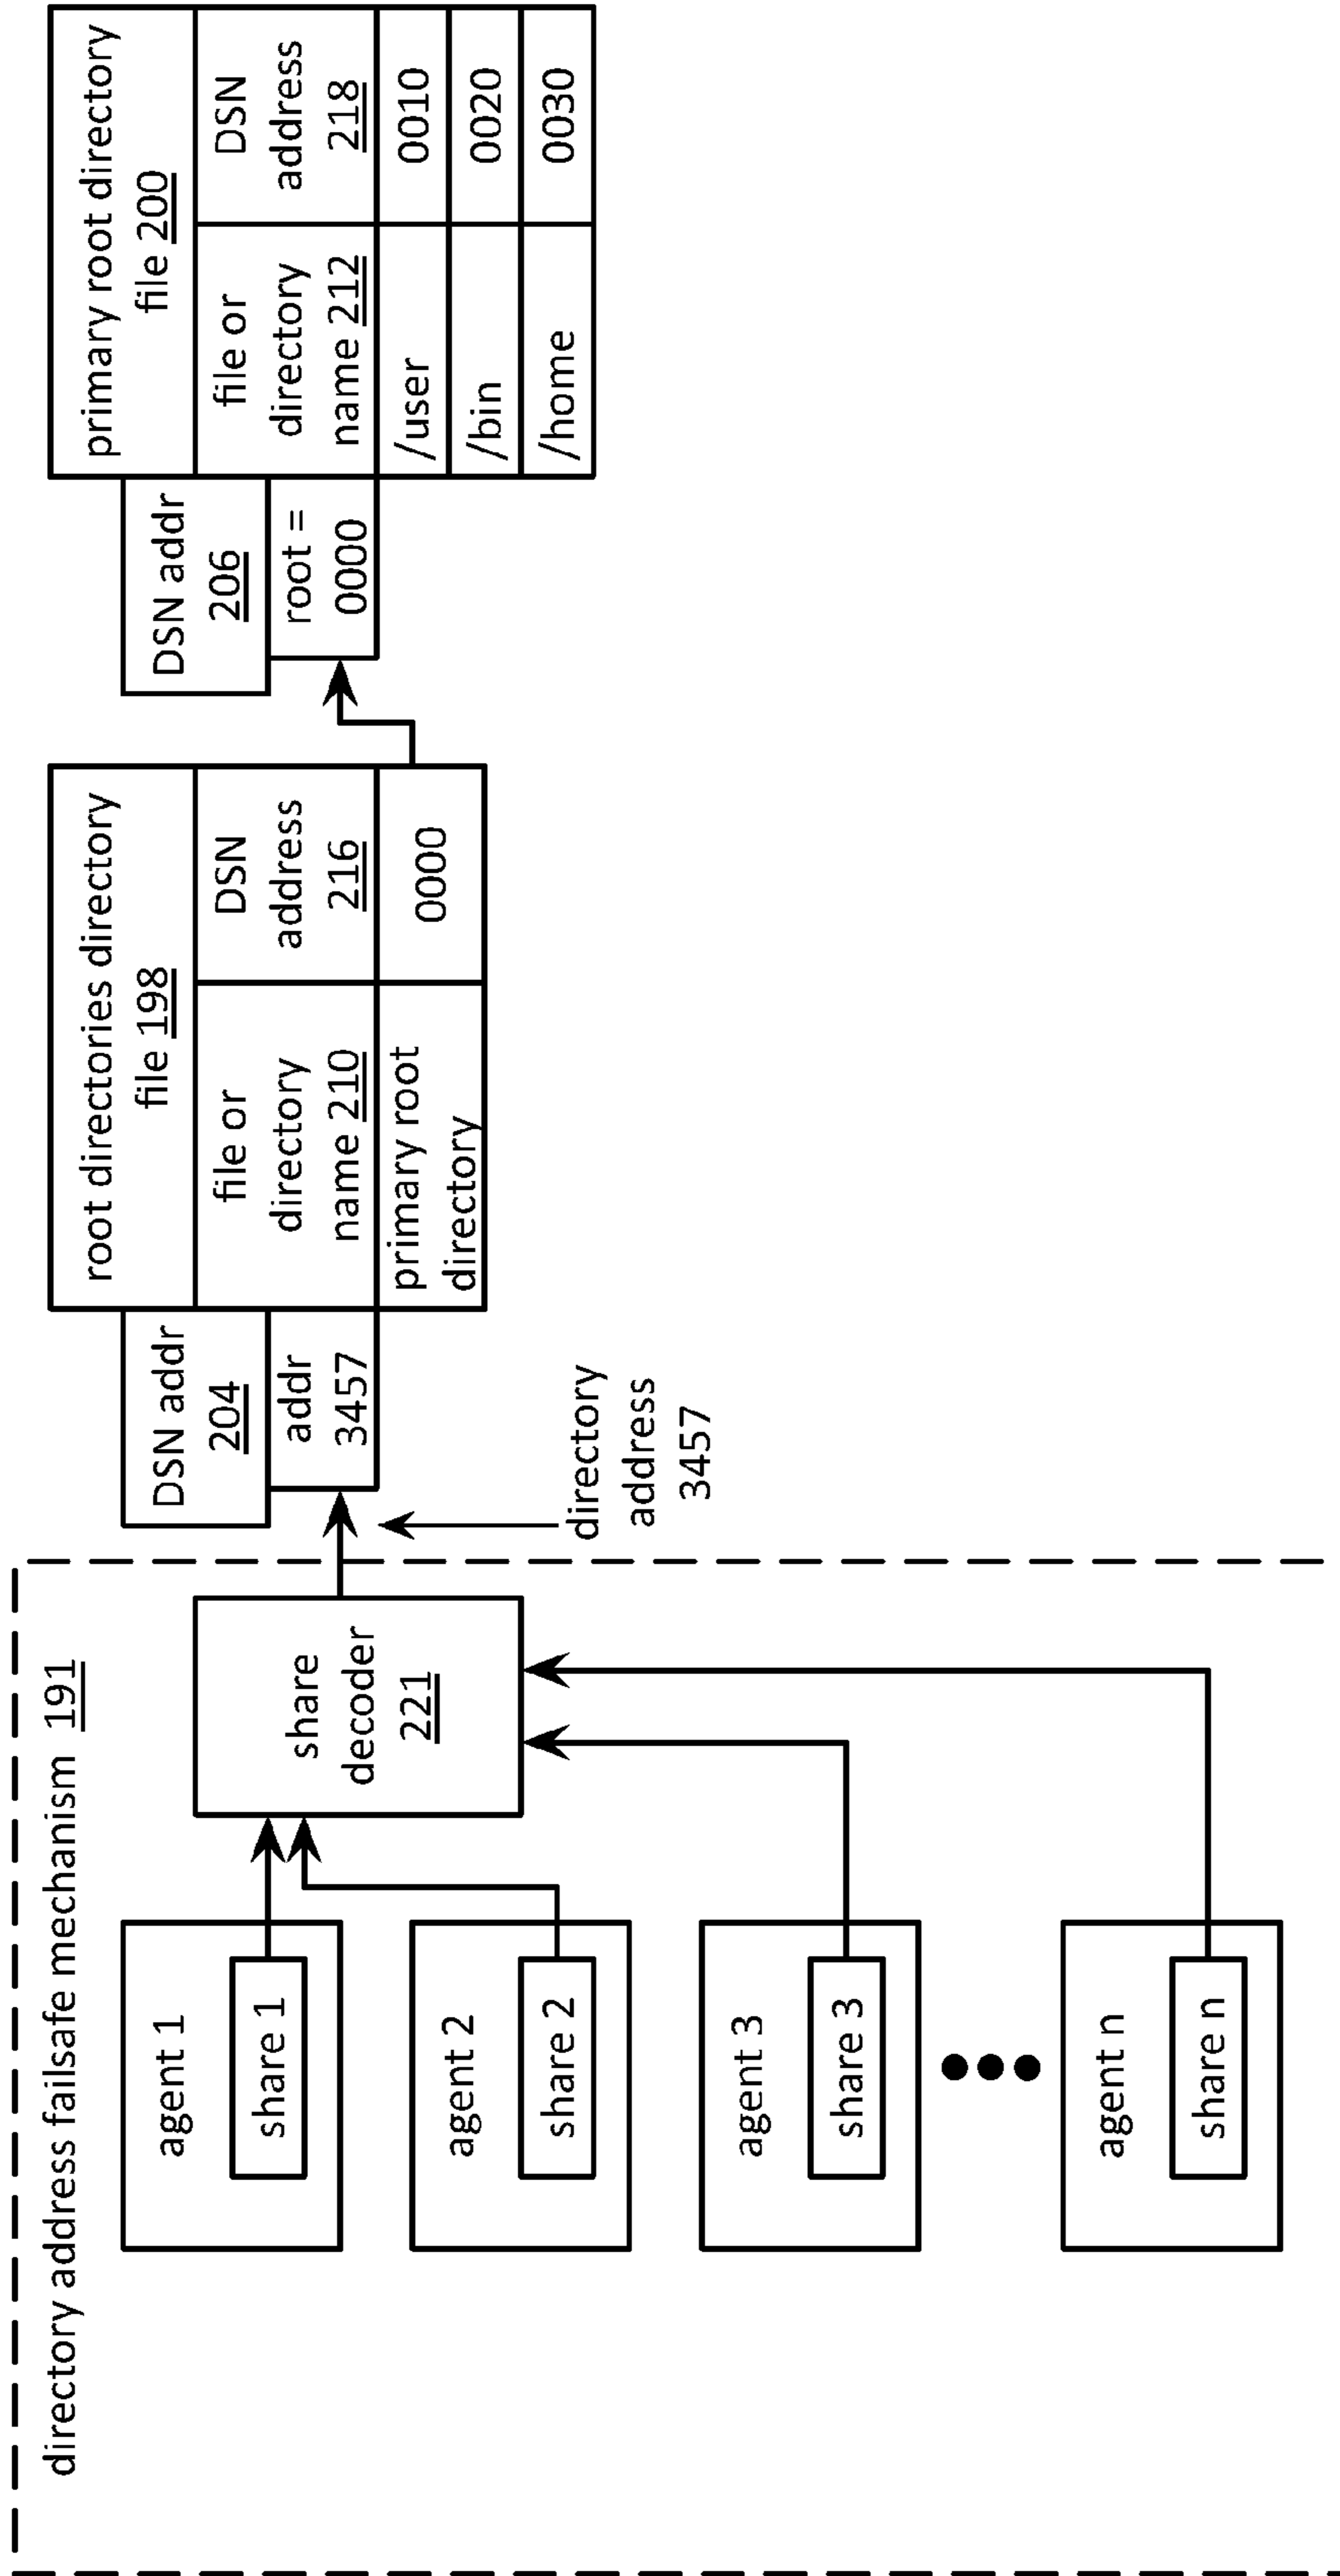 directory address failsafe mechanism 191
agent 1
share 1
agent 2
share 2
agent 3
share 3
agent n
share n
share
decoder
221
directory
address
3457
DSN addr
204
addr
3457
root directories directory
file 198
file or
directory
name 210
DSN
address
216
primary root
directory
0000
DSN addr
206
root =
0000
primary root directory
file 200
file or
directory
name 212
DSN
address
218
/user
0010
/bin
0020
/home
0030